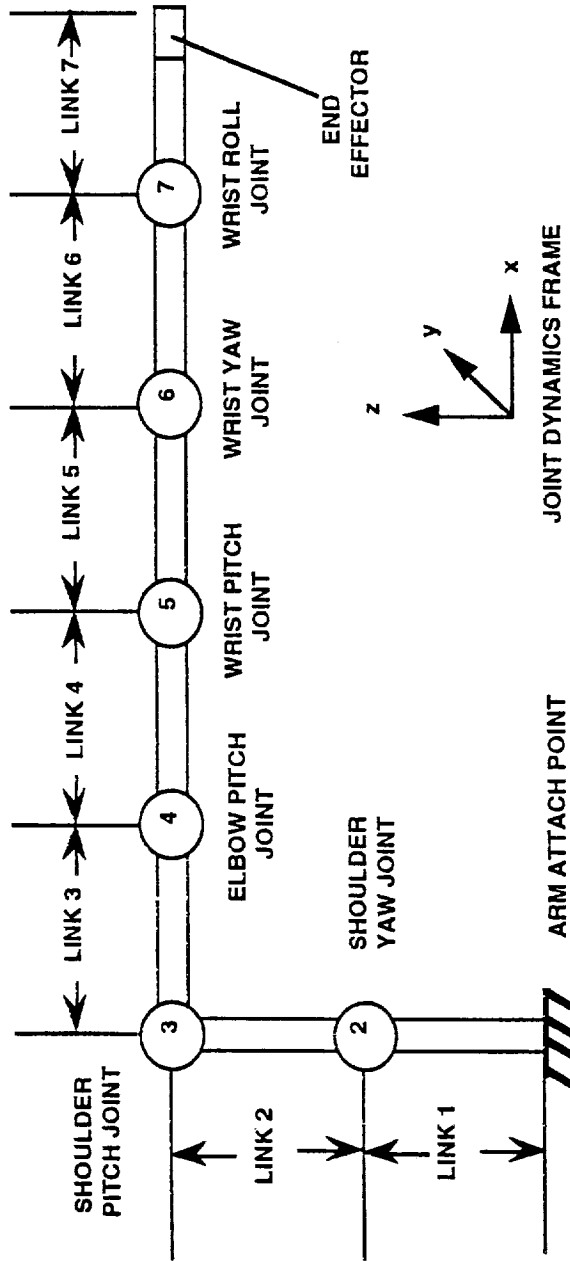 LINK 3
LINK 4
LINK 5
LINK 6
LINK 7
SHOULDER
PITCH JOINT
3
4
5
6
7
ELBOW PITCH
JOINT
WRIST PITCH
JOINT
WRIST YAW
JOINT
WRIST ROLL
JOINT
END
EFFECTOR
LINK 2
2
SHOULDER
YAW JOINT
LINK 1
z
y
x
ARM ATTACH POINT
JOINT DYNAMICS FRAME